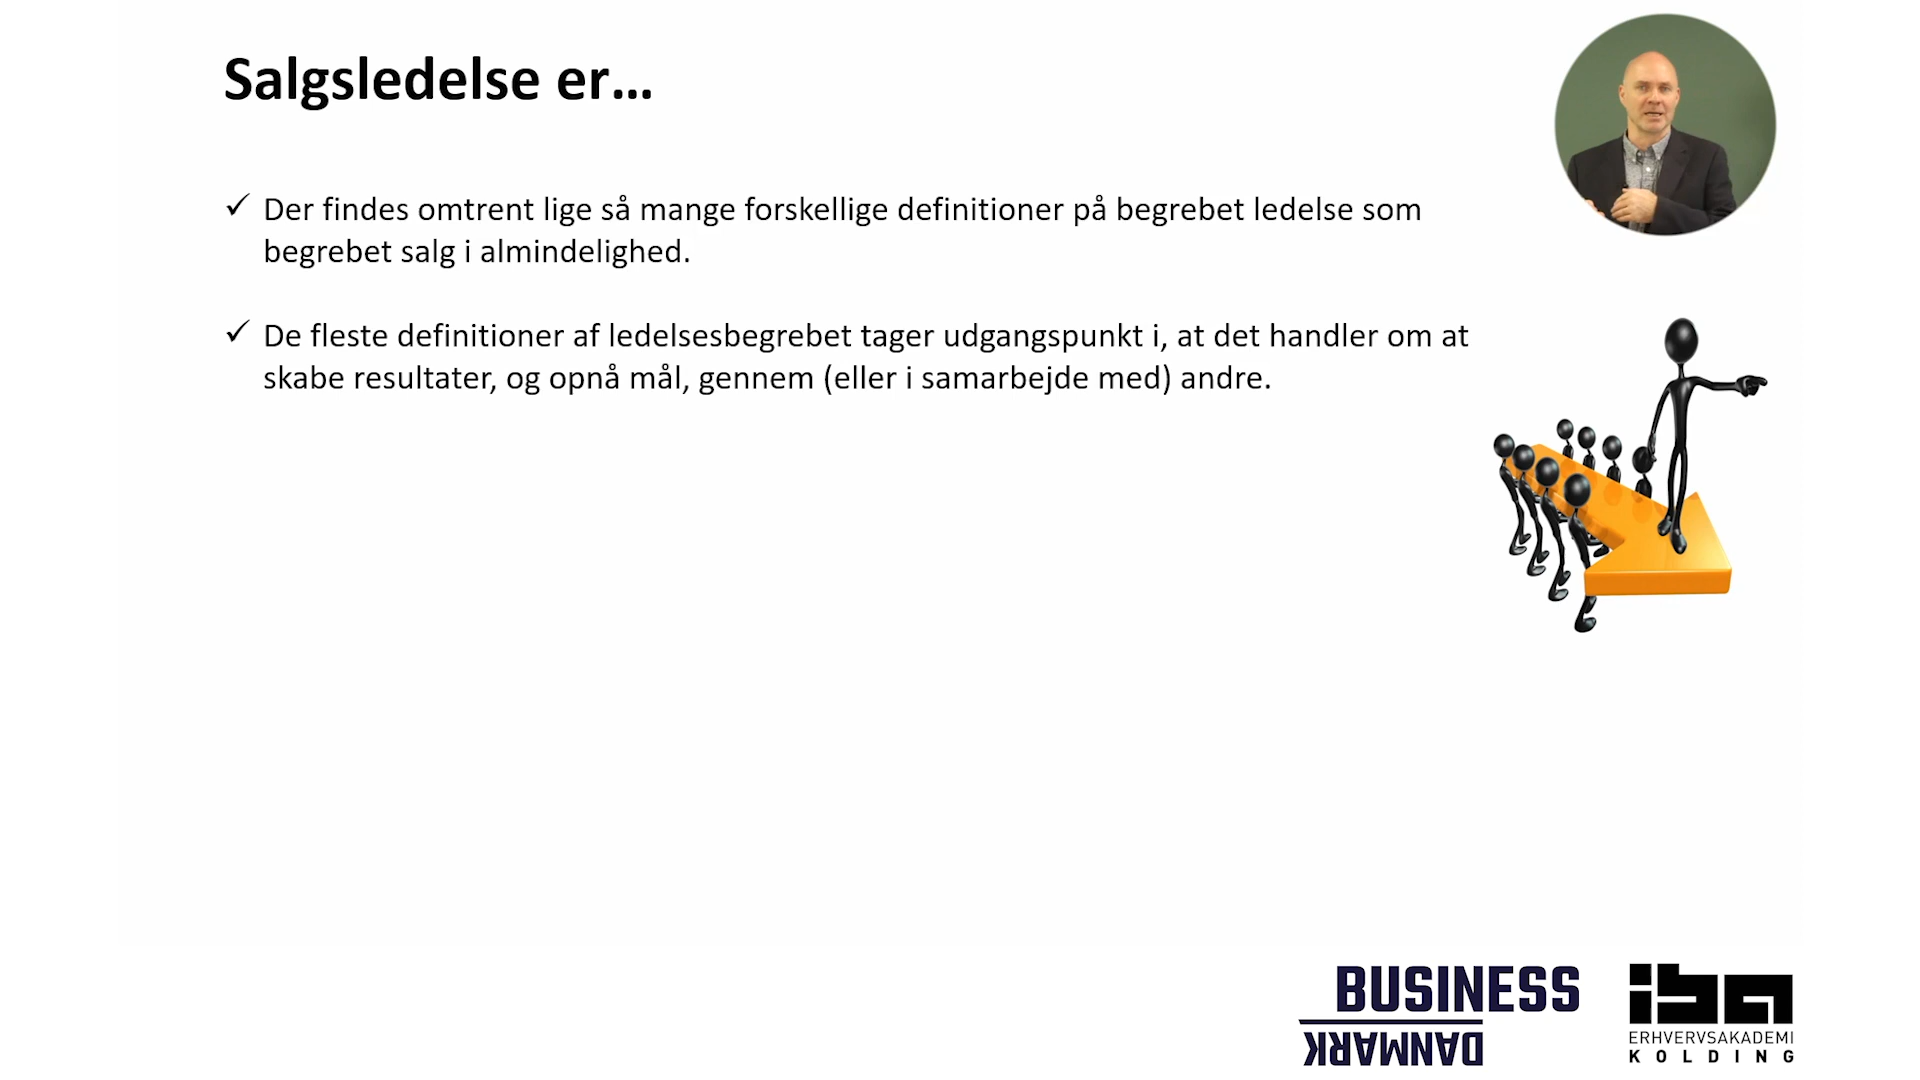 Salgsledelse er...
✓ Der findes omtrent lige så mange forskellige definitioner på begrebet ledelse som
begrebet salg i almindelighed.
✓ De fleste definitioner af ledelsesbegrebet tager udgangspunkt i, at det handler om at
skabe resultater, og opnå mål, gennem (eller i samarbejde med) andre.
BUSINESS
DANMARK
iba
ERHVERVSAKADEMI
KOLDING